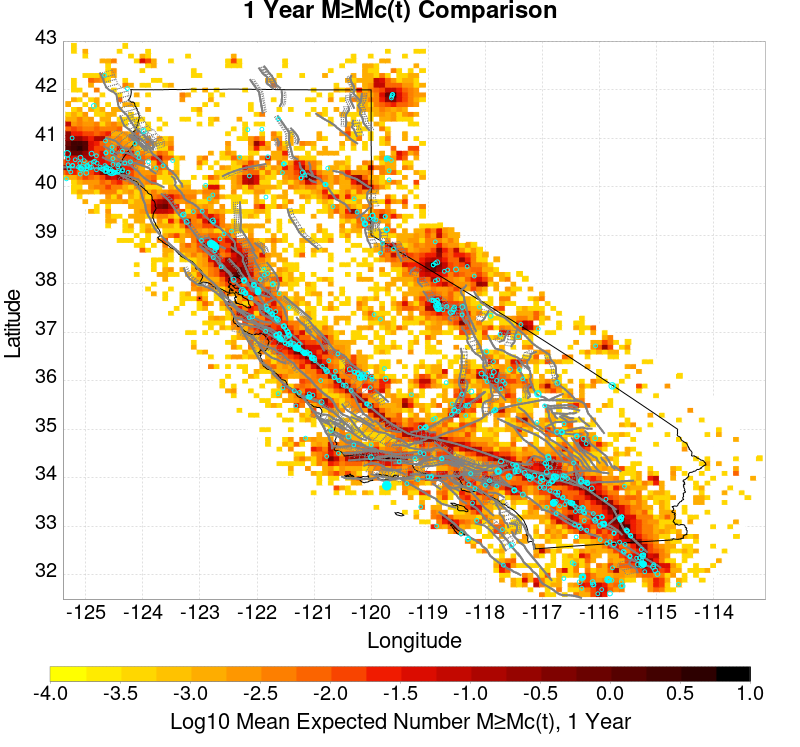 1 Year M≥Mc(t) Comparison
43
42
41
40
39
38
37
36
35
34
33
32
Latitude
-125 -124 -123 -122 -121 -120 -119 -118 -117 -116 -115 -114
Longitude
-4.0 -3.5 -3.0 -2.5 -2.0 -1.5 -1.0 -0.5 0.0 0.5 1.0
Log10 Mean Expected Number M≥Mc(t), 1 Year